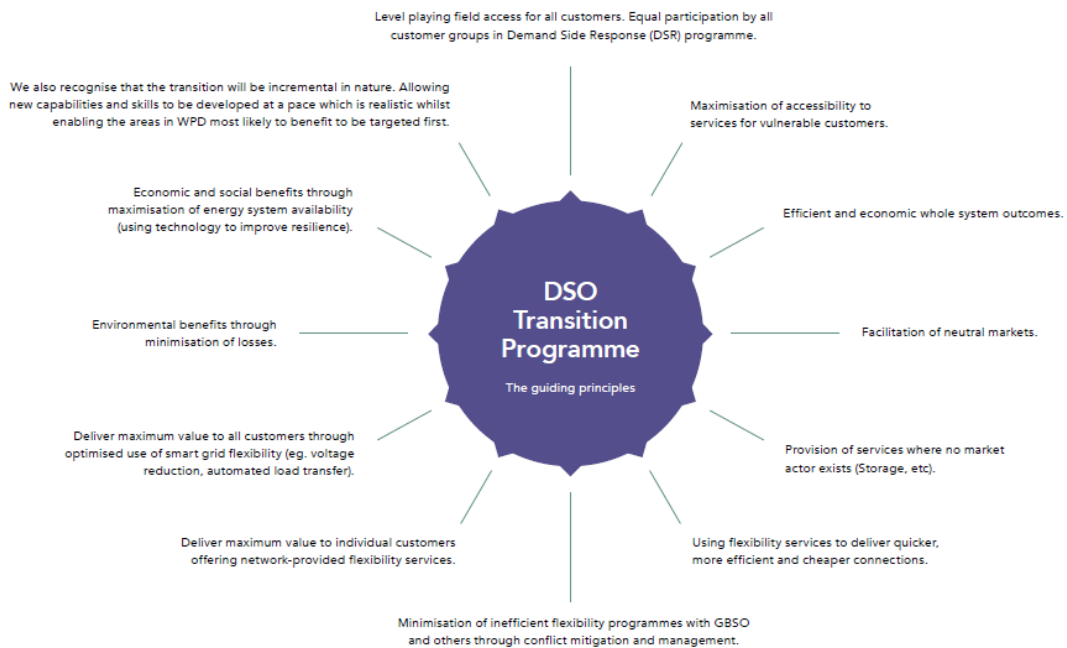 Level playing field access for all customers. Equal participation by all
customer groups in Demand Side Response (DSR) programme.
We also recognise that the transition will be incremental in nature. Allowing
new capabilities and skills to be developed at a pace which is realistic whilst
enabling the areas in WPD most likely to benefit to be targeted first.
Maximisation of accessibility to
services for vulnerable customers.
Economic and social benefits through
maximisation of energy system availability
(using technology to improve resilience).
Efficient and economic whole system outcomes.
DSO
Transition
Programme
The guiding principles
Environmental benefits through
minimisation of losses.
Facilitation of neutral markets.
Deliver maximum value to all customers through
optimised use of smart grid flexibility (eg. voltage
reduction, automated load transfer).
Provision of services where no market
actor exists (Storage, etc).
Deliver maximum value to individual customers
offering network-provided flexibility services.
Using flexibility services to deliver quicker,
more efficient and cheaper connections.
Minimisation of inefficient flexibility programmes with GBSO
and others through conflict mitigation and management.